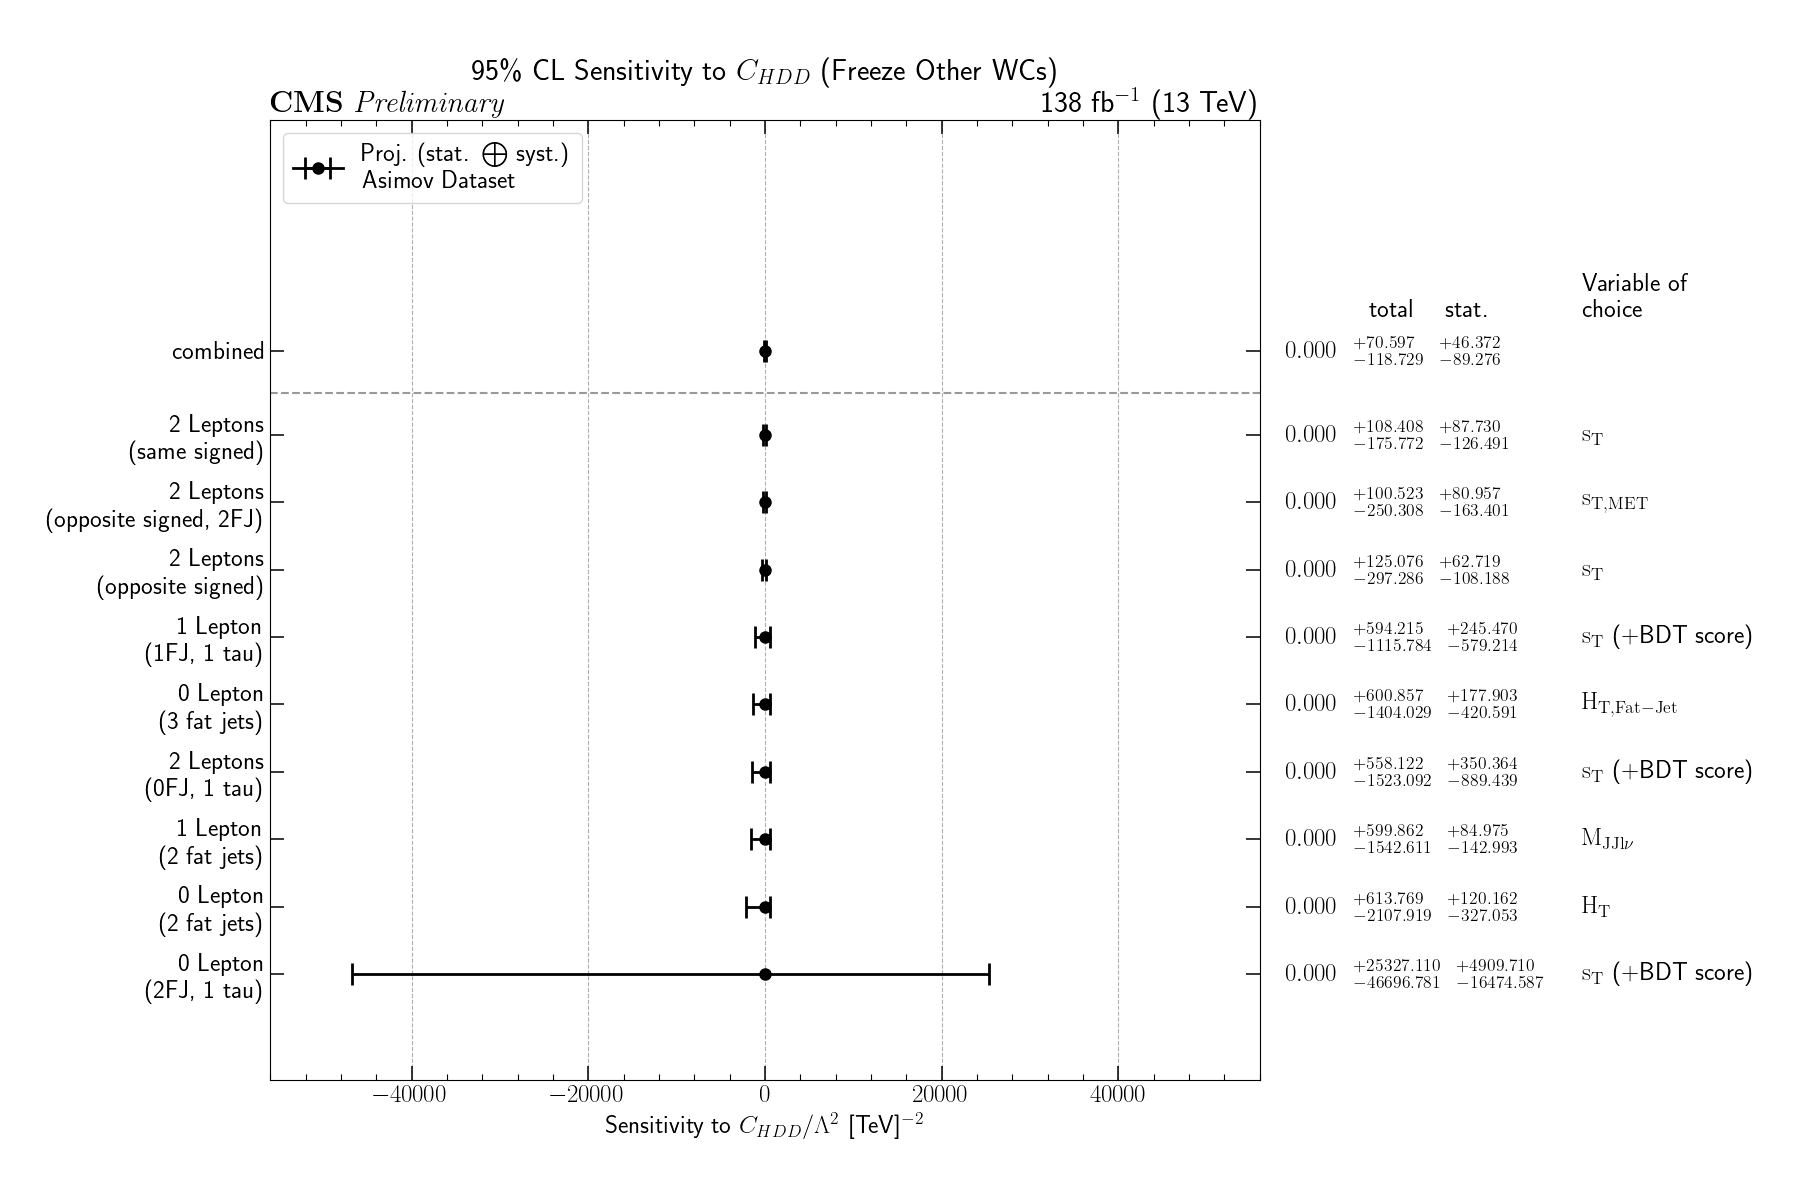 95% CL Sensitivity to C_{HDD} (Freeze Other WCs)
CMS Preliminary 138 fb^{-1} (13 TeV)
Proj. (stat. ⨁ syst.)
Asimov Dataset
Variable of
total stat. choice
combined 0.000 +70.597 −118.729 +46.372 −89.276
2 Leptons
(same signed) 0.000 +108.408 −175.772 +87.730 −126.491 s_T
2 Leptons
(opposite signed, 2FJ) 0.000 +100.523 −250.308 +80.957 −163.401 s_{T,MET}
2 Leptons
(opposite signed) 0.000 +125.076 −297.286 +62.719 −108.188 s_T
1 Lepton
(1FJ, 1 tau) 0.000 +594.215 −1115.784 +245.470 −579.214 s_T (+BDT score)
0 Lepton
(3 fat jets) 0.000 +600.857 −1404.029 +177.903 −420.591 H_{T,Fat−Jet}
2 Leptons
(0FJ, 1 tau) 0.000 +558.122 −1523.092 +350.364 −889.439 s_T (+BDT score)
1 Lepton
(2 fat jets) 0.000 +599.862 −1542.611 +84.975 −142.993 M_{JJlν}
0 Lepton
(2 fat jets) 0.000 +613.769 −2107.919 +120.162 −327.053 H_T
0 Lepton
(2FJ, 1 tau) 0.000 +25327.110 −46696.781 +4909.710 −16474.587 s_T (+BDT score)
−40000 −20000 0 20000 40000
Sensitivity to C_{HDD}/Λ^2 [TeV]^{−2}